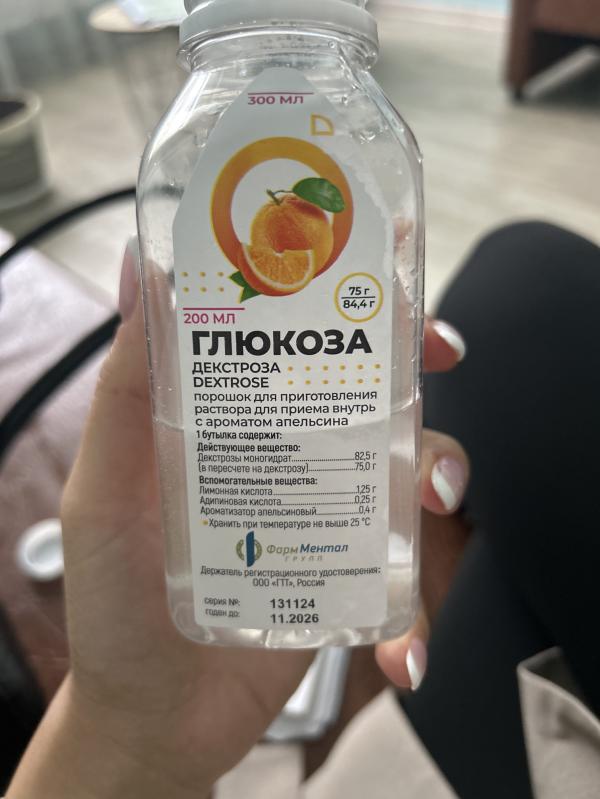 300 МЛ
75 г
84,4 г
200 МЛ
ГЛЮКОЗА
ДЕКСТРОЗА
DEXTROSE
порошок для приготовления
раствора для приема внутрь
с ароматом апельсина
1 бутылка содержит:
Действующее вещество:
Декстрозы моногидрат..........................82,5 г
(в пересчете на декстрозу)....................75,0 г
Вспомогательные вещества:
Лимонная кислота..............................1,25 г
Адипиновая кислота............................0,25 г
Ароматизатор апельсиновый.....................0,4 г
Хранить при температуре не выше 25 °C
ФармМентал
ГРУПП
Держатель регистрационного удостоверения:
ООО «ГТТ», Россия
серия №: 131124
годен до: 11.2026